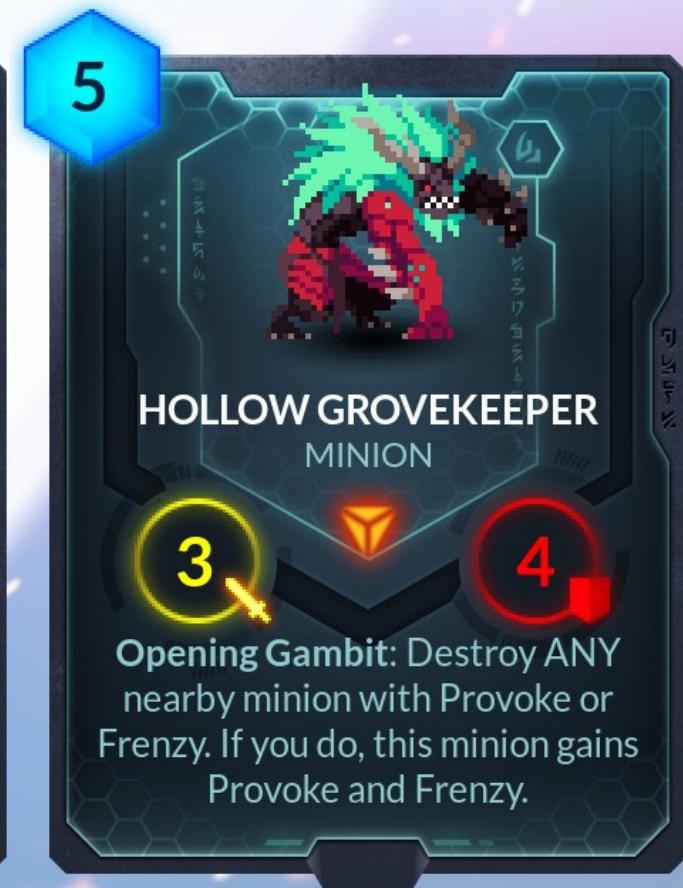 5
HOLLOW GROVEKEEPER
MINION
3
4
Opening Gambit: Destroy ANY
nearby minion with Provoke or
Frenzy. If you do, this minion gains
Provoke and Frenzy.